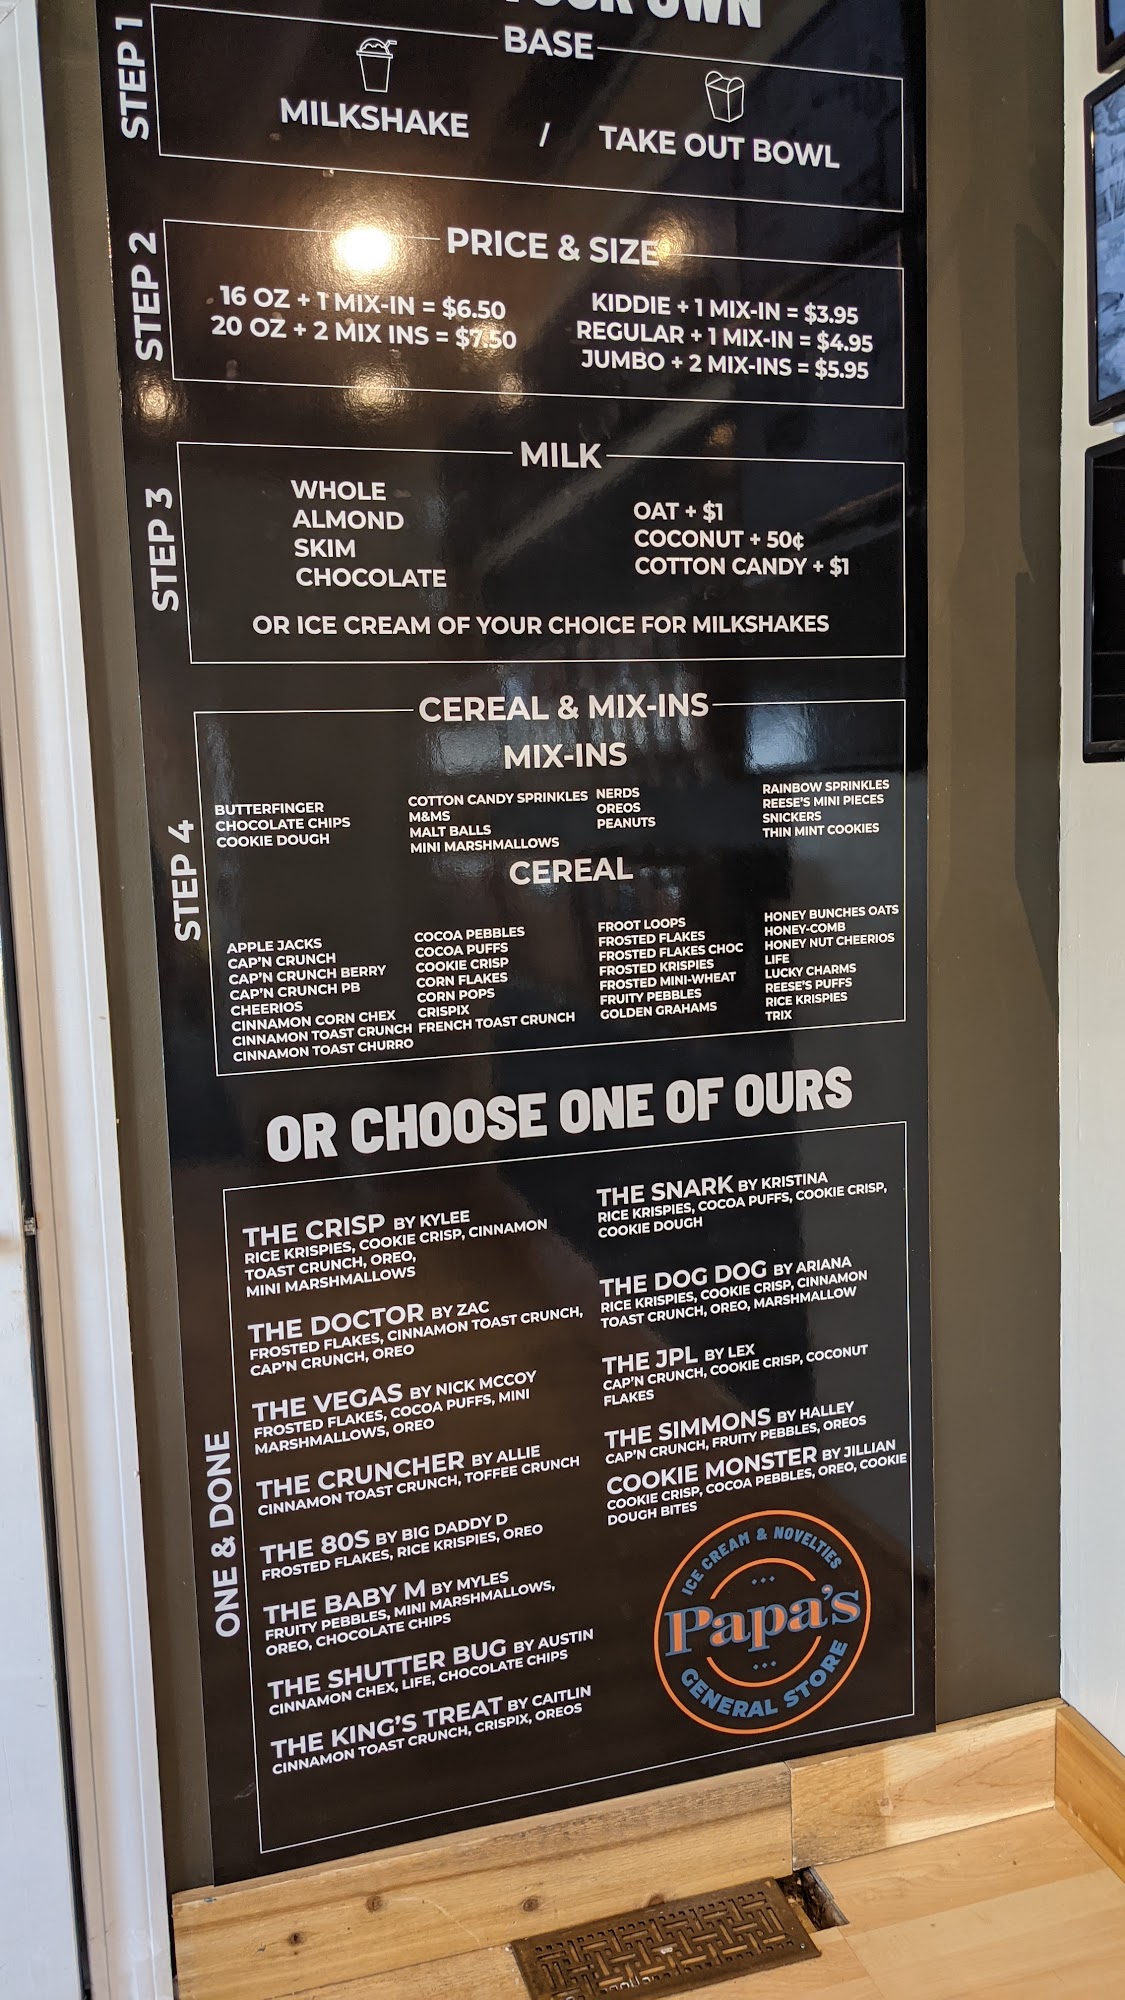 YOUR OWN
STEP 1
BASE
MILKSHAKE / TAKE OUT BOWL
STEP 2
PRICE & SIZE
16 OZ + 1 MIX-IN = $6.50
20 OZ + 2 MIX INS = $7.50
KIDDIE + 1 MIX-IN = $3.95
REGULAR + 1 MIX-IN = $4.95
JUMBO + 2 MIX-INS = $5.95
STEP 3
MILK
WHOLE
ALMOND
SKIM
CHOCOLATE
OAT + $1
COCONUT + 50¢
COTTON CANDY + $1
OR ICE CREAM OF YOUR CHOICE FOR MILKSHAKES
STEP 4
CEREAL & MIX-INS
MIX-INS
BUTTERFINGER
CHOCOLATE CHIPS
COOKIE DOUGH
COTTON CANDY SPRINKLES
M&MS
MALT BALLS
MINI MARSHMALLOWS
NERDS
OREOS
PEANUTS
RAINBOW SPRINKLES
REESE'S MINI PIECES
SNICKERS
THIN MINT COOKIES
CEREAL
APPLE JACKS
CAP'N CRUNCH
CAP'N CRUNCH BERRY
CAP'N CRUNCH PB
CHEERIOS
CINNAMON CORN CHEX
CINNAMON TOAST CRUNCH
CINNAMON TOAST CHURRO
COCOA PEBBLES
COCOA PUFFS
COOKIE CRISP
CORN FLAKES
CORN POPS
CRISPIX
FRENCH TOAST CRUNCH
FROOT LOOPS
FROSTED FLAKES
FROSTED FLAKES CHOC
FROSTED KRISPIES
FROSTED MINI-WHEAT
FRUITY PEBBLES
GOLDEN GRAHAMS
HONEY BUNCHES OATS
HONEY-COMB
HONEY NUT CHEERIOS
LIFE
LUCKY CHARMS
REESE'S PUFFS
RICE KRISPIES
TRIX
OR CHOOSE ONE OF OURS
ONE & DONE
THE CRISP BY KYLEE
RICE KRISPIES, COOKIE CRISP, CINNAMON
TOAST CRUNCH, OREO,
MINI MARSHMALLOWS
THE DOCTOR BY ZAC
FROSTED FLAKES, CINNAMON TOAST CRUNCH,
CAP'N CRUNCH, OREO
THE VEGAS BY NICK MCCOY
FROSTED FLAKES, COCOA PUFFS, MINI
MARSHMALLOWS, OREO
THE CRUNCHER BY ALLIE
CINNAMON TOAST CRUNCH, TOFFEE CRUNCH
THE 80S BY BIG DADDY D
FROSTED FLAKES, RICE KRISPIES, OREO
THE BABY M BY MYLES
FRUITY PEBBLES, MINI MARSHMALLOWS,
OREO, CHOCOLATE CHIPS
THE SHUTTER BUG BY AUSTIN
CINNAMON CHEX, LIFE, CHOCOLATE CHIPS
THE KING'S TREAT BY CAITLIN
CINNAMON TOAST CRUNCH, CRISPIX, OREOS
THE SNARK BY KRISTINA
RICE KRISPIES, COCOA PUFFS, COOKIE CRISP,
COOKIE DOUGH
THE DOG DOG BY ARIANA
RICE KRISPIES, COOKIE CRISP, CINNAMON
TOAST CRUNCH, OREO, MARSHMALLOW
THE JPL BY LEX
CAP'N CRUNCH, COOKIE CRISP, COCONUT
FLAKES
THE SIMMONS BY HALLEY
CAP'N CRUNCH, FRUITY PEBBLES, OREOS
COOKIE MONSTER BY JILLIAN
COOKIE CRISP, COCOA PEBBLES, OREO, COOKIE
DOUGH BITES
ICE CREAM & NOVELTIES
Papa's
GENERAL STORE